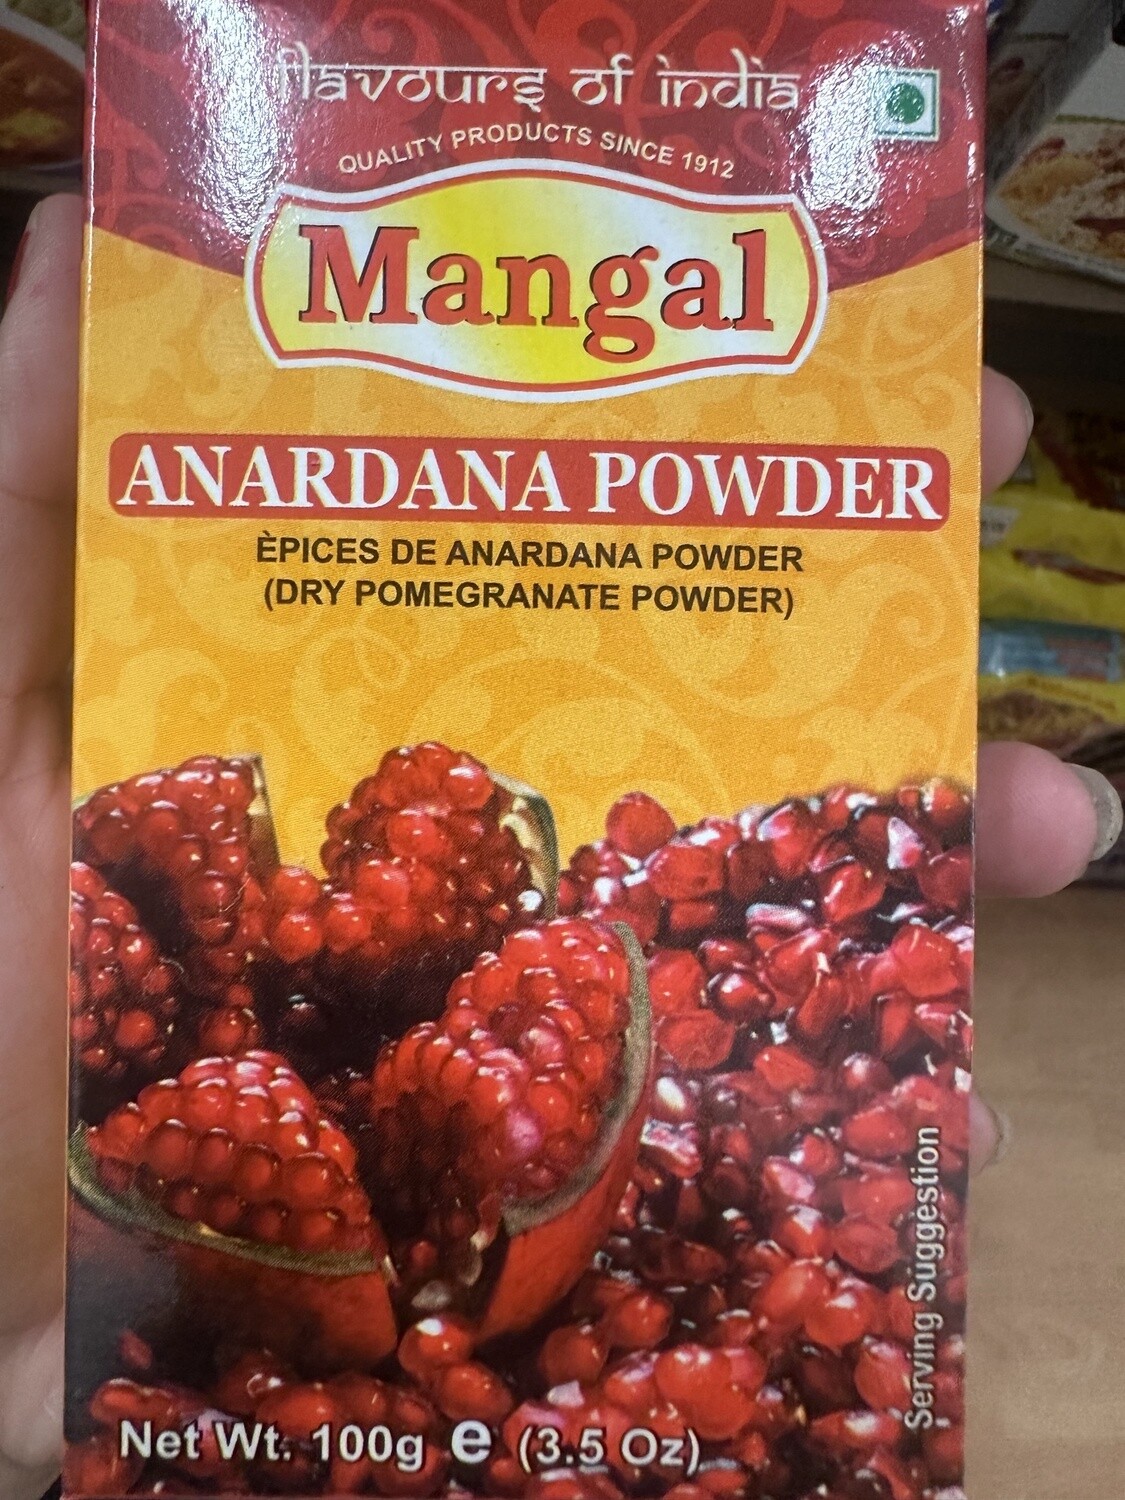 flavours of india
QUALITY PRODUCTS SINCE 1912
Mangal
ANARDANA POWDER
ÈPICES DE ANARDANA POWDER
(DRY POMEGRANATE POWDER)
Serving Suggestion
Net Wt. 100g e (3.5 Oz)